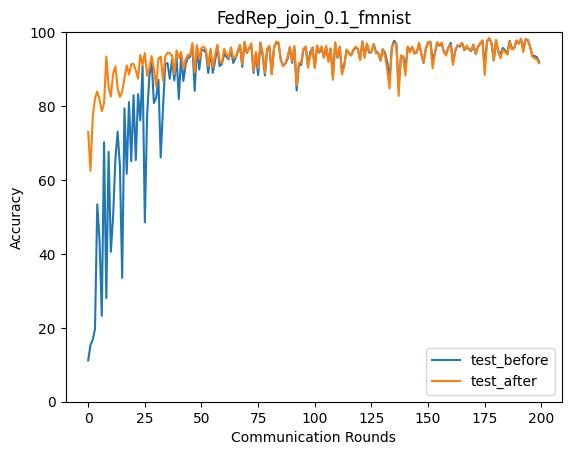 FedRep_join_0.1_fmnist
100
80
60
40
20
0
Accuracy
0 25 50 75 100 125 150 175 200
Communication Rounds
test_before
test_after